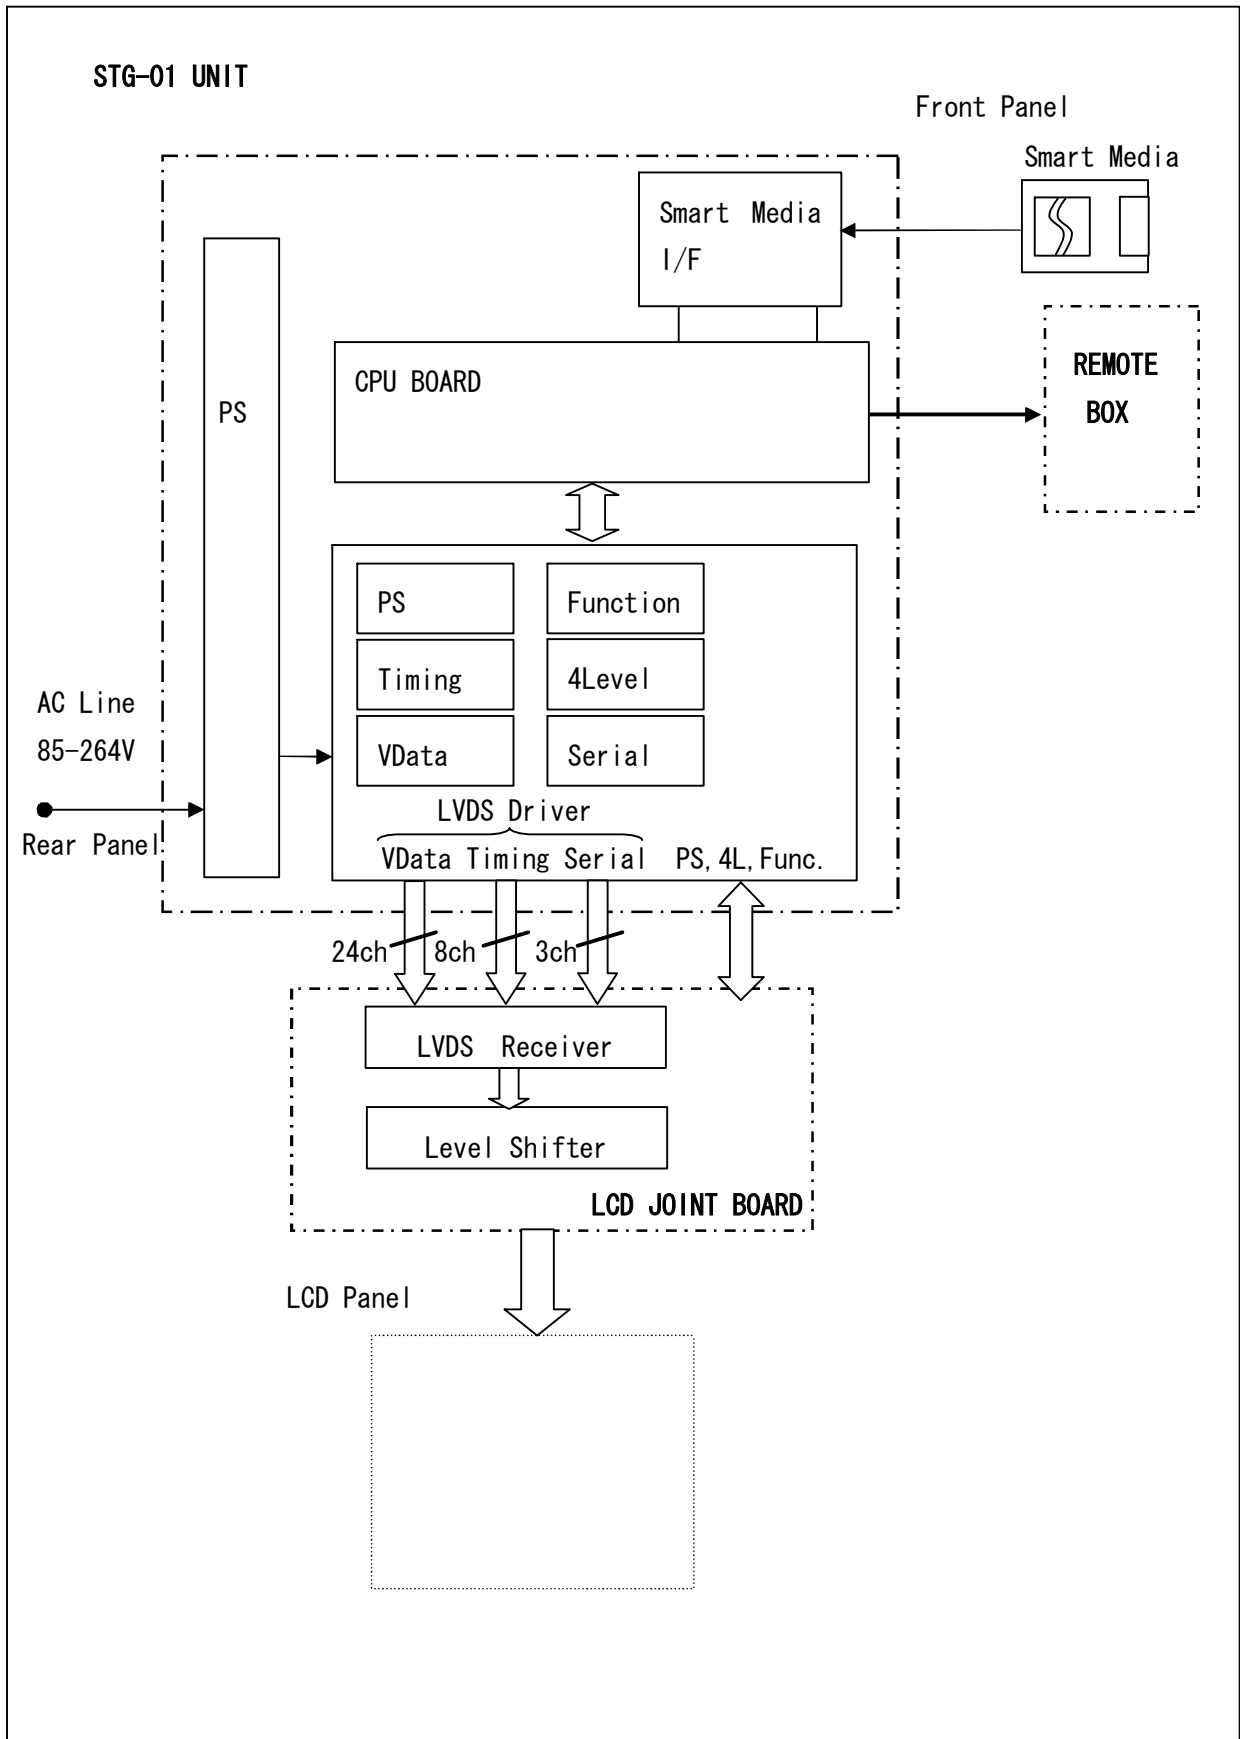 STG-01 UNIT
Front Panel
Smart Media
Smart Media
I/F
CPU BOARD
REMOTE
BOX
PS
PS
Function
Timing
4Level
VData
Serial
AC Line
85-264V
Rear Panel
LVDS Driver
VData Timing Serial
PS, 4L, Func.
24ch
8ch
3ch
LVDS Receiver
Level Shifter
LCD JOINT BOARD
LCD Panel